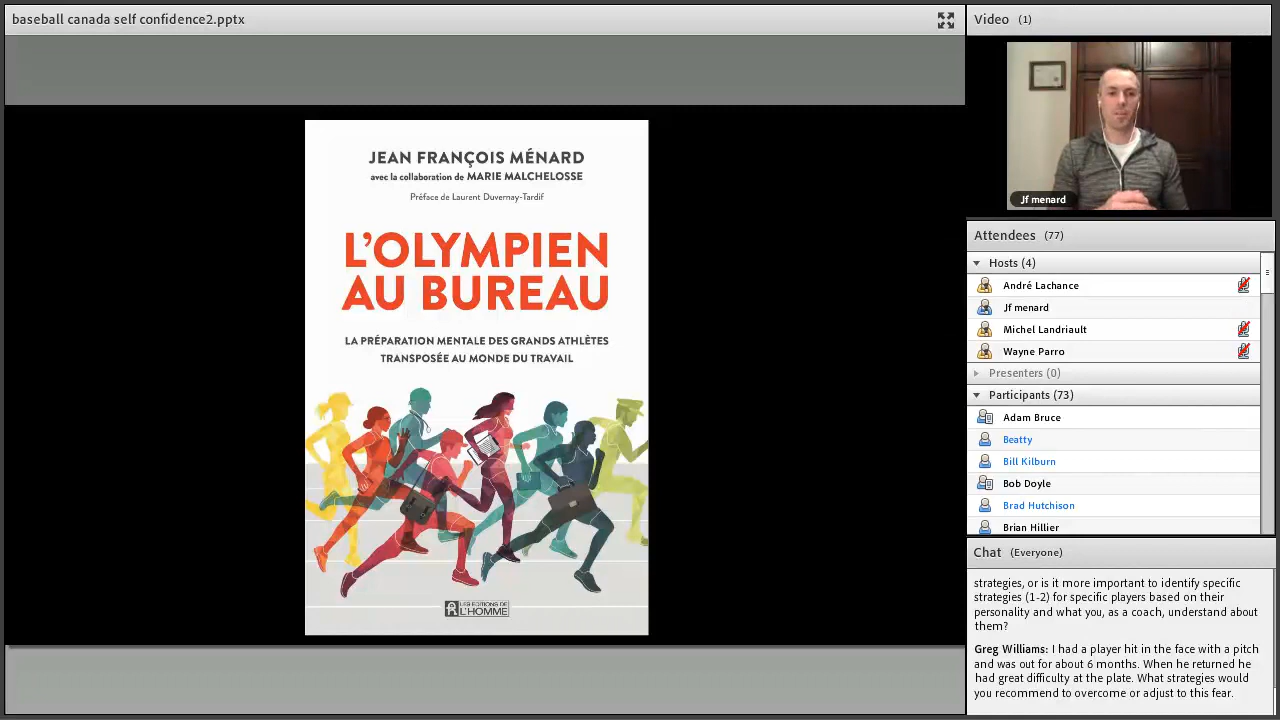 baseball canada self confidence2.pptx
JEAN FRANÇOIS MÉNARD
avec la collaboration de MARIE MALCHELOSSE
Préface de Laurent Duvernay-Tardif
L'OLYMPIEN
AU BUREAU
LA PRÉPARATION MENTALE DES GRANDS ATHLÈTES
TRANSPOSÉE AU MONDE DU TRAVAIL
LES ÉDITIONS DE
L'HOMME
Video (1)
Jf menard
Attendees (77)
Hosts (4)
André Lachance
Jf menard
Michel Landriault
Wayne Parro
Presenters (0)
Participants (73)
Adam Bruce
Beatty
Bill Kilburn
Bob Doyle
Brad Hutchison
Brian Hillier
Chat (Everyone)
strategies, or is it more important to identify specific
strategies (1-2) for specific players based on their
personality and what you, as a coach, understand about
them?
Greg Williams: I had a player hit in the face with a pitch
and was out for about 6 months. When he returned he
had great difficulty at the plate. What strategies would
you recommend to overcome or adjust to this fear.